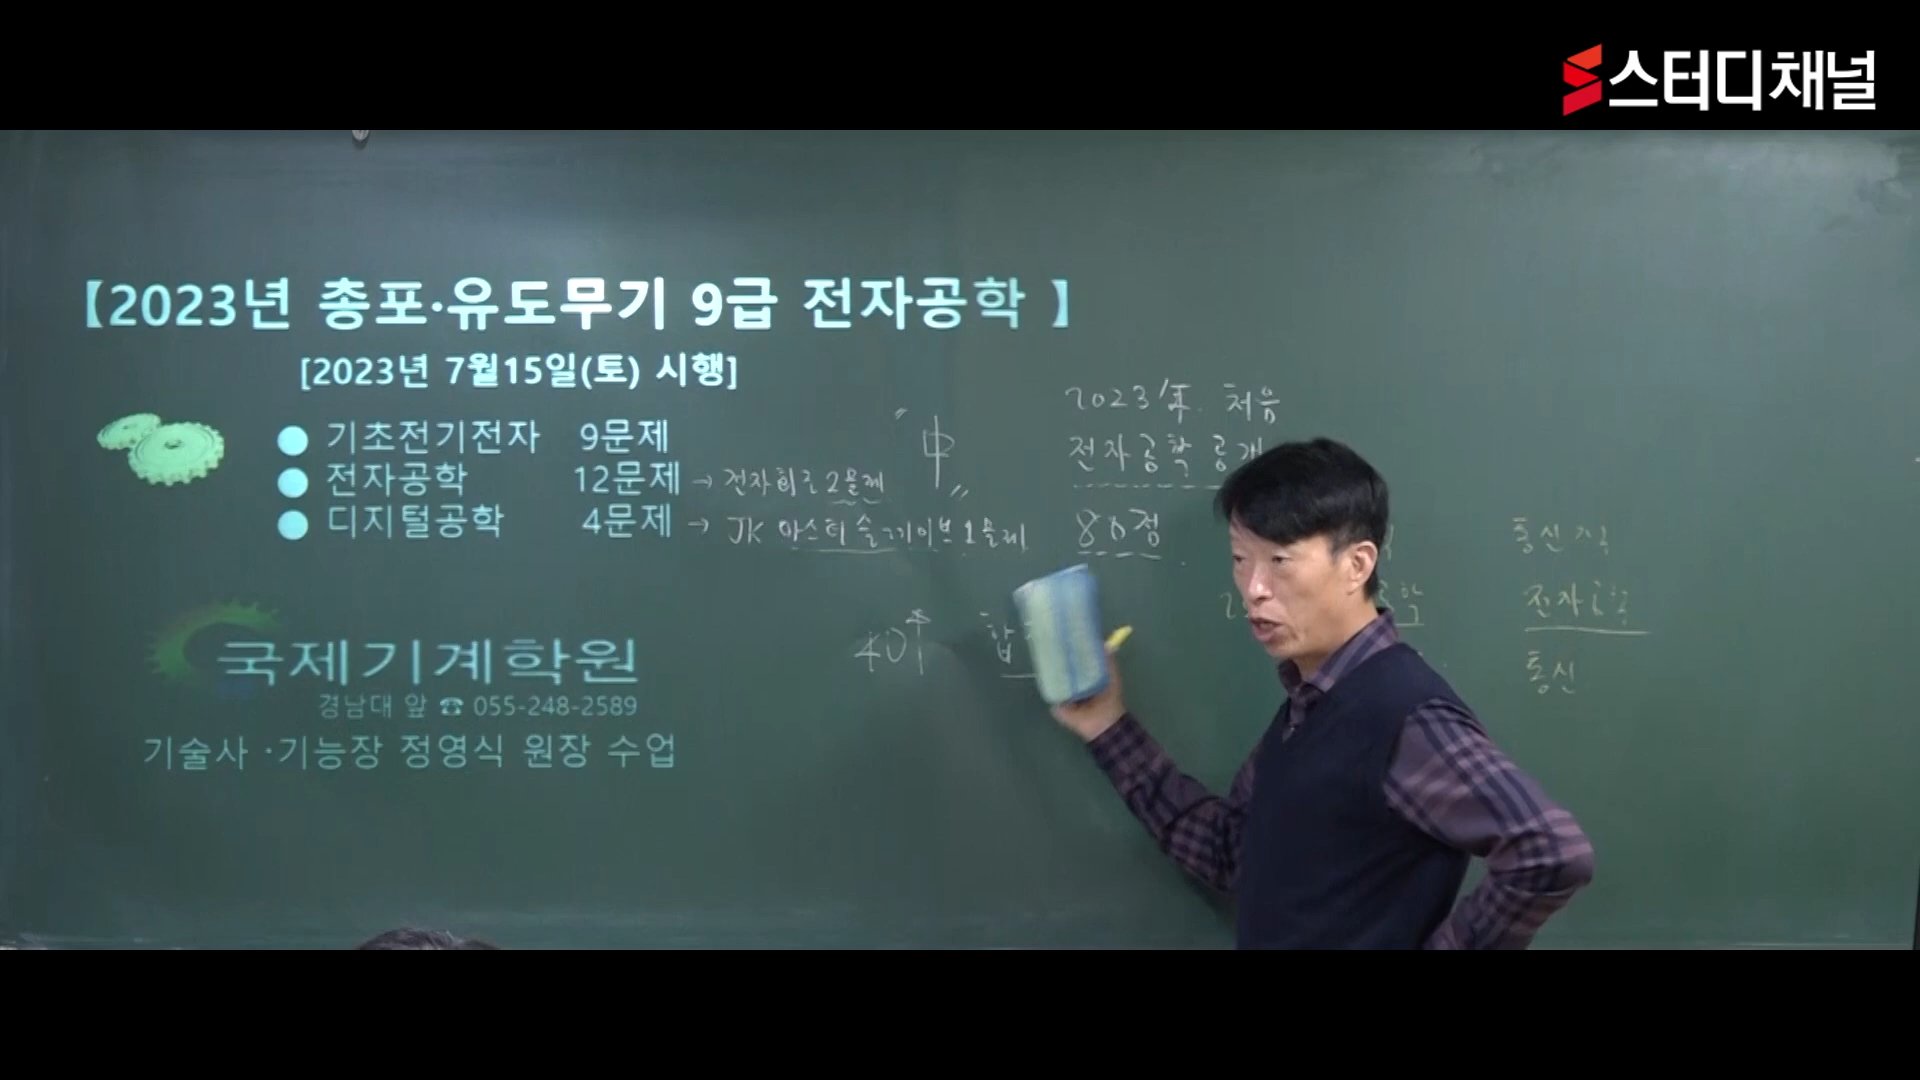 스터디채널
【2023년 총포·유도무기 9급 전자공학 】
[2023년 7월15일(토) 시행]
● 기초전기전자 9문제
● 전자공학 12문제 → 전자회로 2문제
● 디지털공학 4문제 → JK 마스터 슬레이브 1문제
"中"
2023年. 처음
전자공학 공개
80점
40↑ 합
통신직
전자공학
통신
국제기계학원
경남대 앞 ☎ 055-248-2589
기술사 ·기능장 정영식 원장 수업